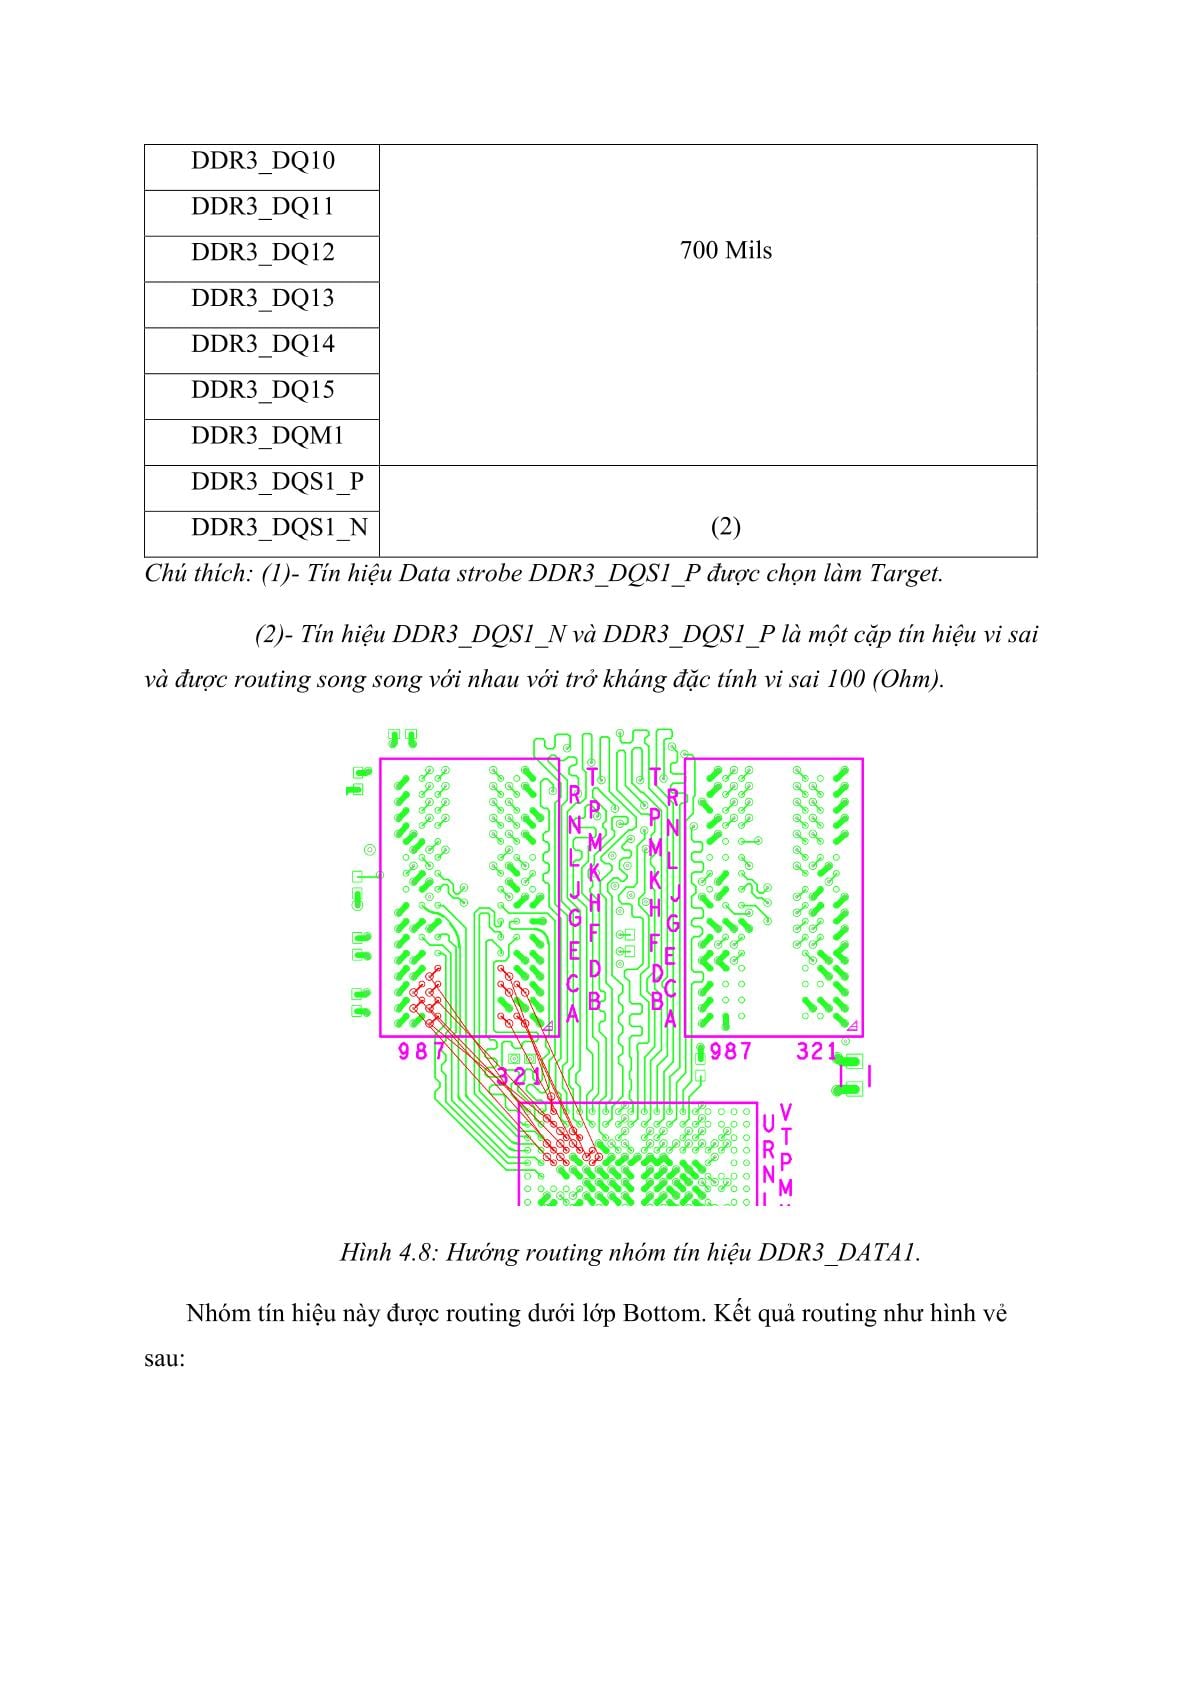 DDR3_DQ10
DDR3_DQ11
DDR3_DQ12
DDR3_DQ13
DDR3_DQ14
DDR3_DQ15
DDR3_DQM1
700 Mils
DDR3_DQS1_P
DDR3_DQS1_N
(2)
Chú thích: (1)- Tín hiệu Data strobe DDR3_DQS1_P được chọn làm Target.
(2)- Tín hiệu DDR3_DQS1_N và DDR3_DQS1_P là một cặp tín hiệu vi sai
và được routing song song với nhau với trở kháng đặc tính vi sai 100 (Ohm).
T
R
P
N
M
L
K
J
H
G
F
E
D
C
B
A
T
R
P
N
M
L
K
J
H
G
F
E
D
C
B
A
987
321
987
321
V
U
T
R
P
N
M
Hình 4.8: Hướng routing nhóm tín hiệu DDR3_DATA1.
Nhóm tín hiệu này được routing dưới lớp Bottom. Kết quả routing như hình vẻ
sau: